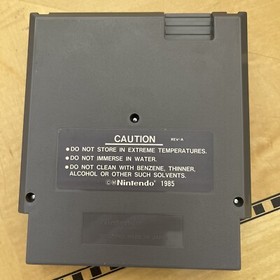 CAUTION
REV-A
•DO NOT STORE IN EXTREME TEMPERATURES.
•DO NOT IMMERSE IN WATER.
•DO NOT CLEAN WITH BENZENE, THINNER,
ALCOHOL OR OTHER SUCH SOLVENTS.
©®Nintendo 1985